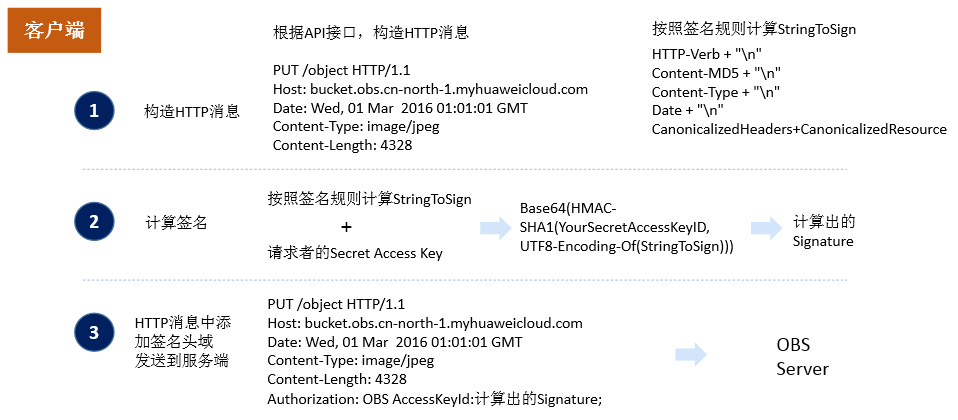 客户端
根据API接口，构造HTTP消息
按照签名规则计算StringToSign
1
构造HTTP消息
PUT /object HTTP/1.1
Host: bucket.obs.cn-north-1.myhuaweicloud.com
Date: Wed, 01 Mar  2016 01:01:01 GMT
Content-Type: image/jpeg
Content-Length: 4328
HTTP-Verb + "\n"
Content-MD5 + "\n"
Content-Type + "\n"
Date + "\n"
CanonicalizedHeaders+CanonicalizedResource
2
计算签名
按照签名规则计算StringToSign
+
请求者的Secret Access Key
Base64(HMAC-
SHA1(YourSecretAccessKeyID,
UTF8-Encoding-Of(StringToSign)))
计算出的
Signature
3
HTTP消息中添
加签名头域
发送到服务端
PUT /object HTTP/1.1
Host: bucket.obs.cn-north-1.myhuaweicloud.com
Date: Wed, 01 Mar  2016 01:01:01 GMT
Content-Type: image/jpeg
Content-Length: 4328
Authorization: OBS AccessKeyId:计算出的Signature;
OBS
Server